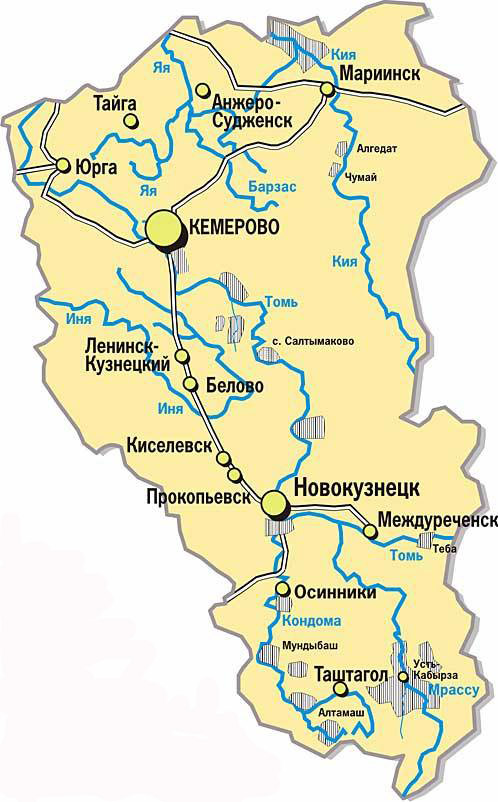 Кия
Яя
Мариинск
Тайга
Анжеро-
Судженск
Алгедат
Юрга
Чумай
Яя
Барзас
КЕМЕРОВО
Кия
Томь
Иня
Ленинск-
Кузнецкий
с. Салтымаково
Белово
Иня
Киселевск
Прокопьевск
Новокузнецк
Междуреченск
Теба
Томь
Осинники
Кондома
Мундыбаш
Усть-
Кабырза
Таштагол
Мрассу
Алтамаш